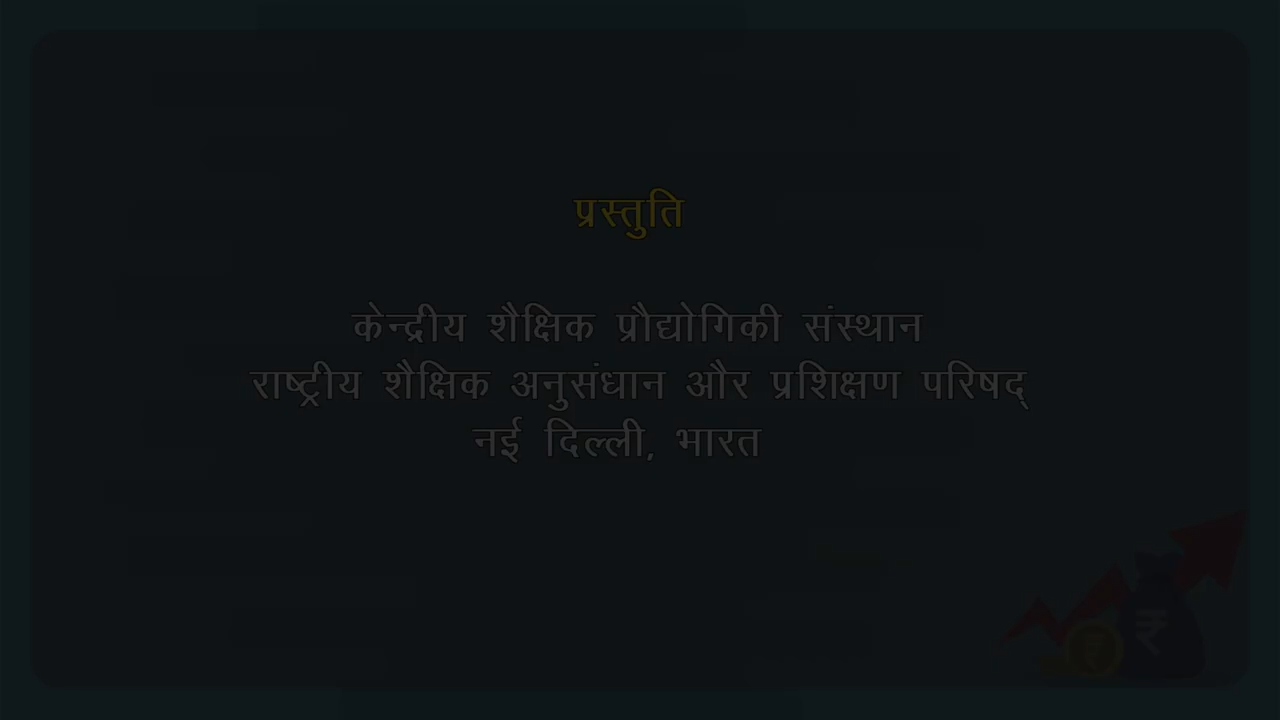 प्रस्तुति
केन्द्रीय शैक्षिक प्रौद्योगिकी संस्थान
राष्ट्रीय शैक्षिक अनुसंधान और प्रशिक्षण परिषद्
नई दिल्ली, भारत
₹ ₹